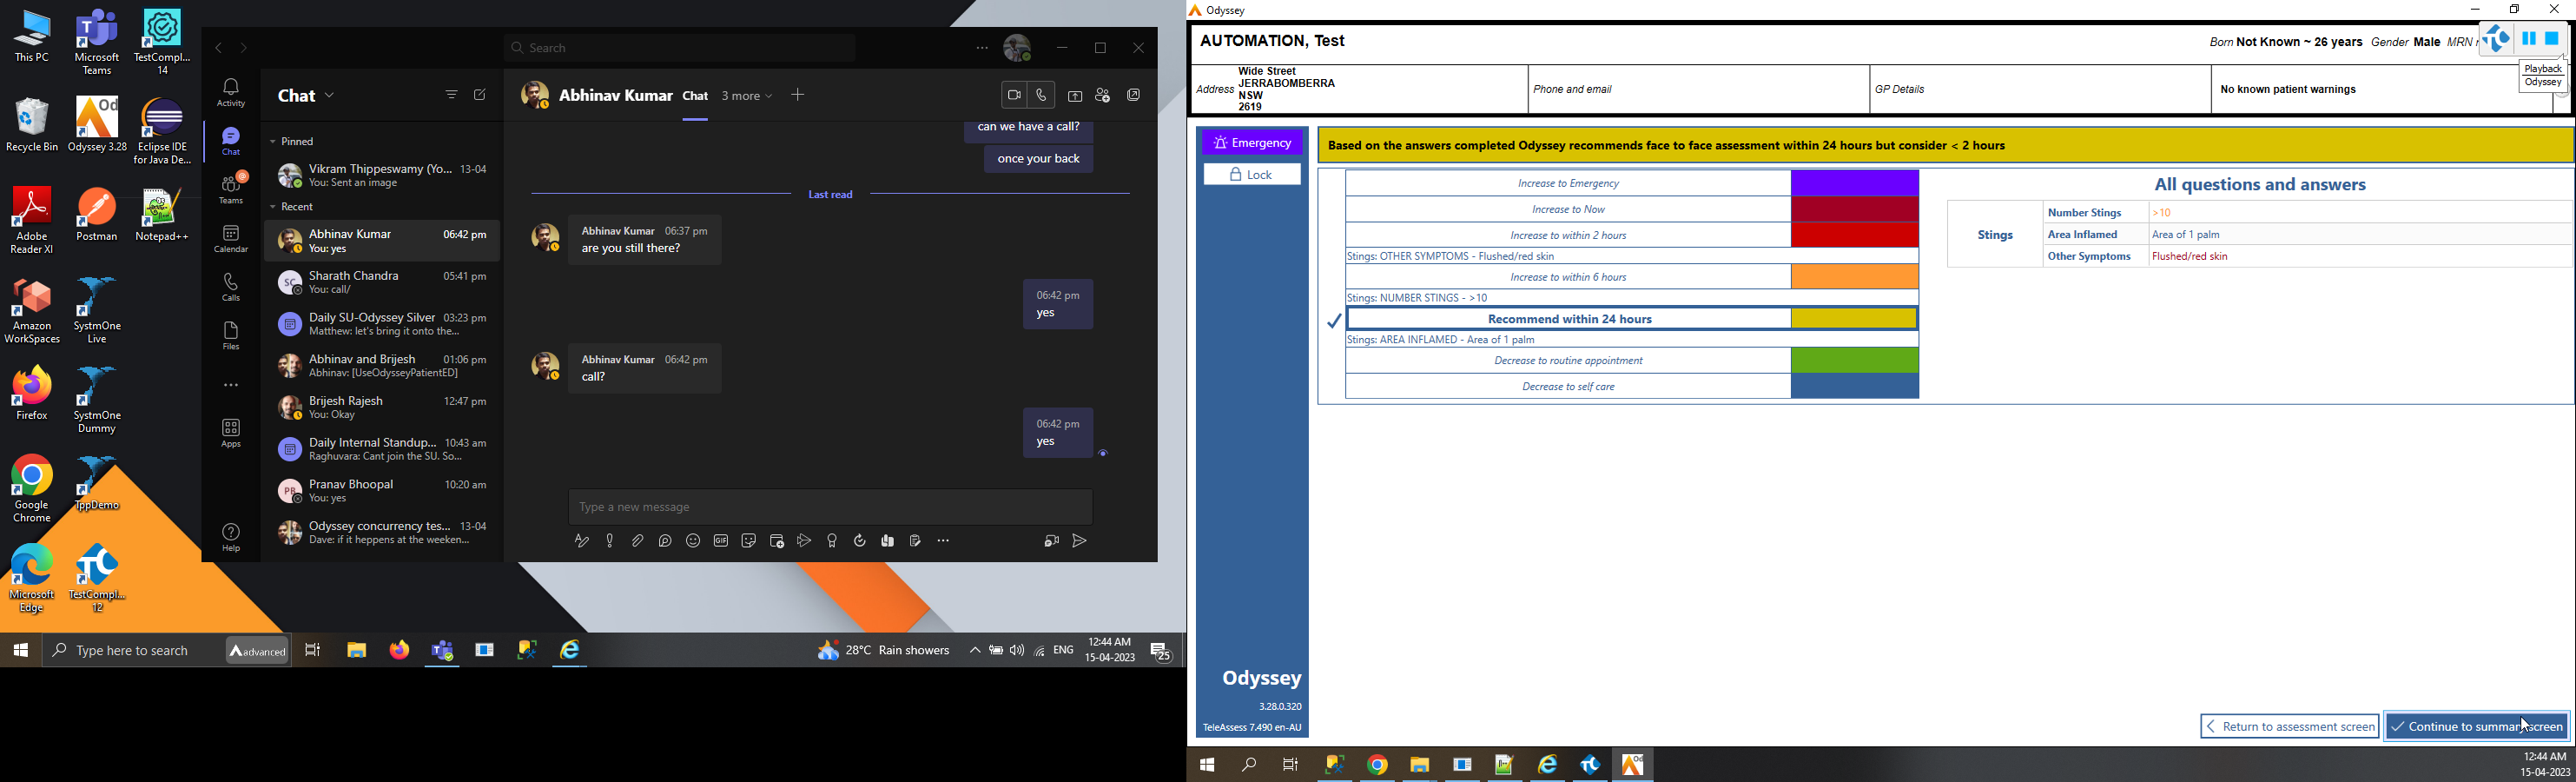 This PC
Microsoft
Teams
TestCompl...
14
Recycle Bin
Odyssey 3.28
Eclipse IDE
for Java De...
Adobe
Reader XI
Postman
Notepad++
Amazon
WorkSpaces
SystmOne
Live
Firefox
SystmOne
Dummy
Google
Chrome
TppDemo
Microsoft
Edge
TestCompl...
12
Search
Activity
Chat
Teams
Calendar
Calls
Files
Apps
Help
Chat
Pinned
Vikram Thippeswamy (Yo... 13-04
You: Sent an image
Recent
Abhinav Kumar 06:42 pm
You: yes
SC
Sharath Chandra 05:41 pm
You: call/
Daily SU-Odyssey Silver 03:23 pm
Matthew: let's bring it onto the...
Abhinav and Brijesh 01:06 pm
Abhinav: [UseOdysseyPatientED]
Brijesh Rajesh 12:47 pm
You: Okay
Daily Internal Standup... 10:43 am
Raghuvara: Cant join the SU. So...
PB
Pranav Bhoopal 10:20 am
You: yes
Odyssey concurrency tes... 13-04
Dave: if it heppens at the weeken...
Abhinav Kumar Chat 3 more
can we have a call?
once your back
Last read
Abhinav Kumar 06:37 pm
are you still there?
06:42 pm
yes
Abhinav Kumar 06:42 pm
call?
06:42 pm
yes
Type a new message
GIF
Type here to search
advanced
28°C Rain showers
ENG
12:44 AM
15-04-2023
25
Odyssey
AUTOMATION, Test
Born Not Known ~ 26 years Gender Male MRN
Playback
Odyssey
Address
Wide Street
JERRABOMBERRA
NSW
2619
Phone and email
GP Details
No known patient warnings
Emergency
Lock
Based on the answers completed Odyssey recommends face to face assessment within 24 hours but consider < 2 hours
Increase to Emergency
Increase to Now
Increase to within 2 hours
Stings: OTHER SYMPTOMS - Flushed/red skin
Increase to within 6 hours
Stings: NUMBER STINGS - >10
Recommend within 24 hours
Stings: AREA INFLAMED - Area of 1 palm
Decrease to routine appointment
Decrease to self care
All questions and answers
Stings
Number Stings >10
Area Inflamed Area of 1 palm
Other Symptoms Flushed/red skin
Odyssey
3.28.0.320
TeleAssess 7.490 en-AU
Return to assessment screen
Continue to summary screen
12:44 AM
15-04-2023